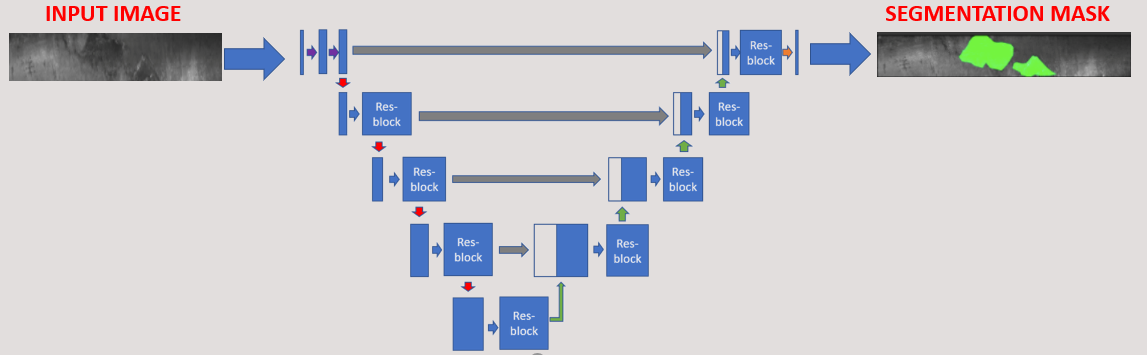 INPUT IMAGE
SEGMENTATION MASK
Res-
block
Res-
block
Res-
block
Res-
block
Res-
block
Res-
block
Res-
block
Res-
block
Res-
block